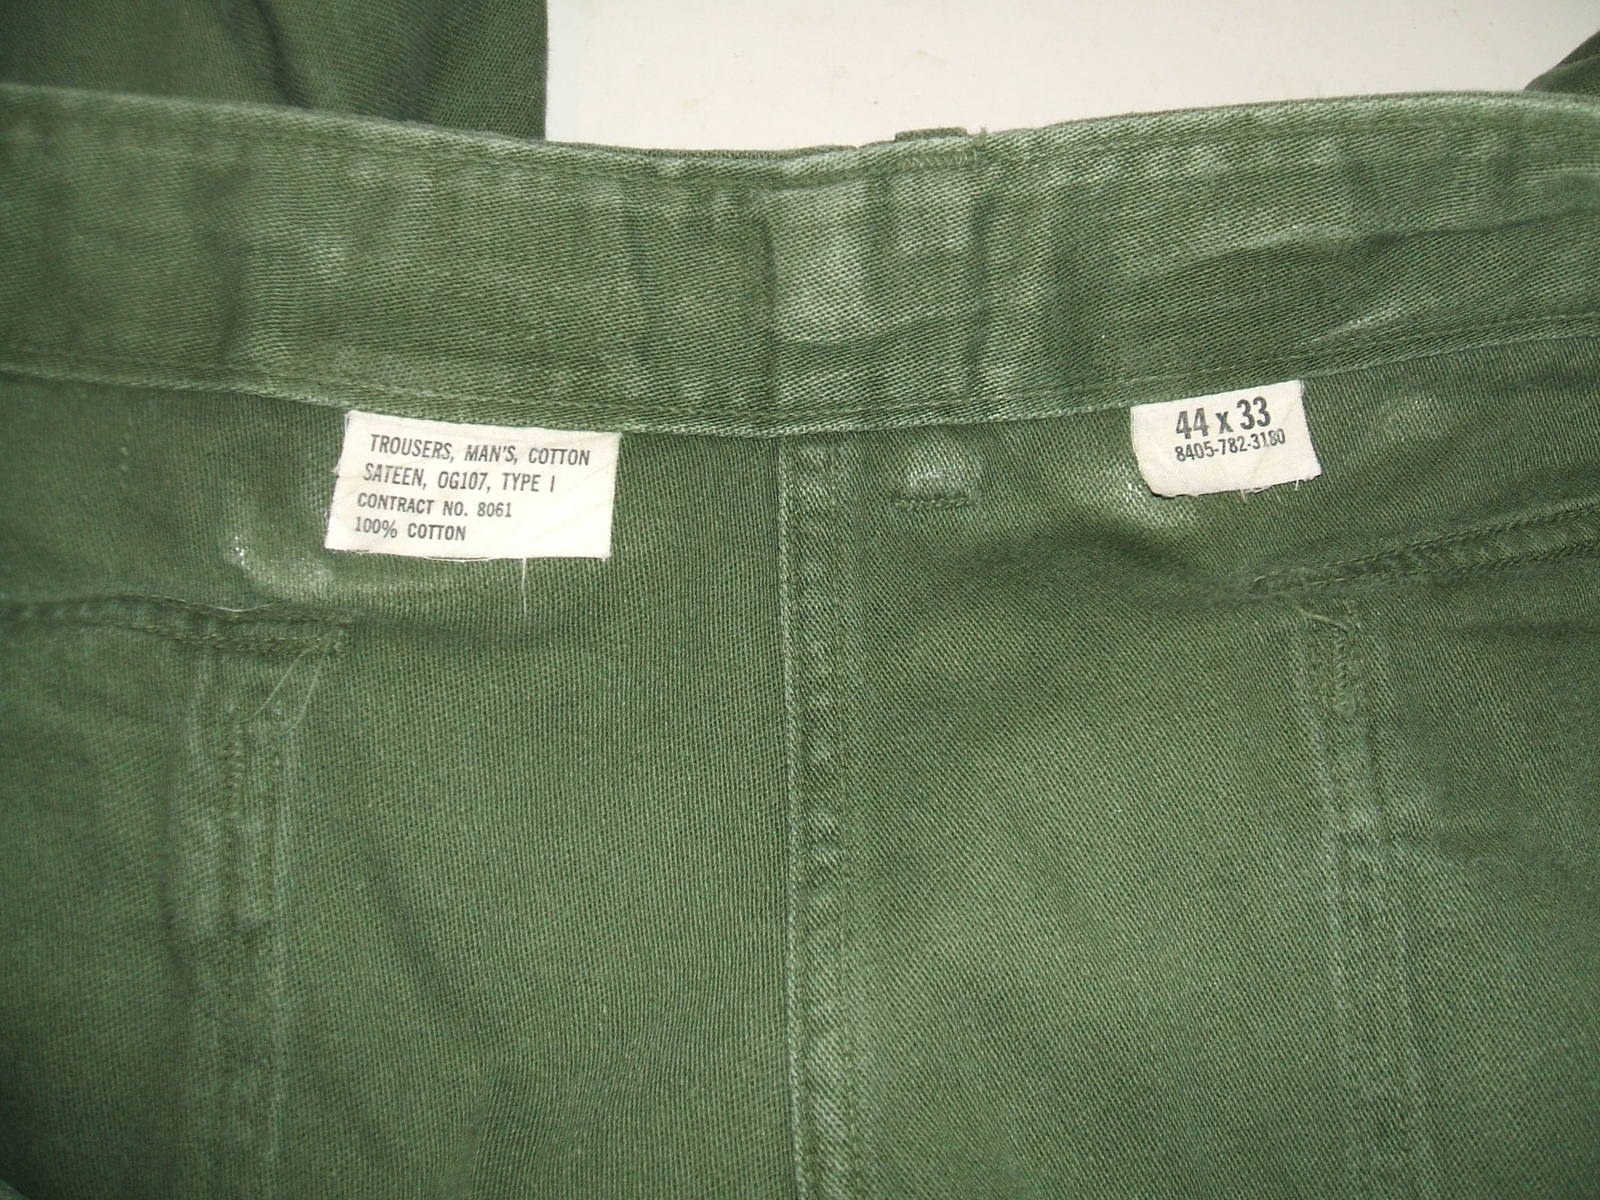 TROUSERS, MAN'S, COTTON
SATEEN, OG107, TYPE I
CONTRACT NO. 8061
100% COTTON
44 x 33
8405-782-3180